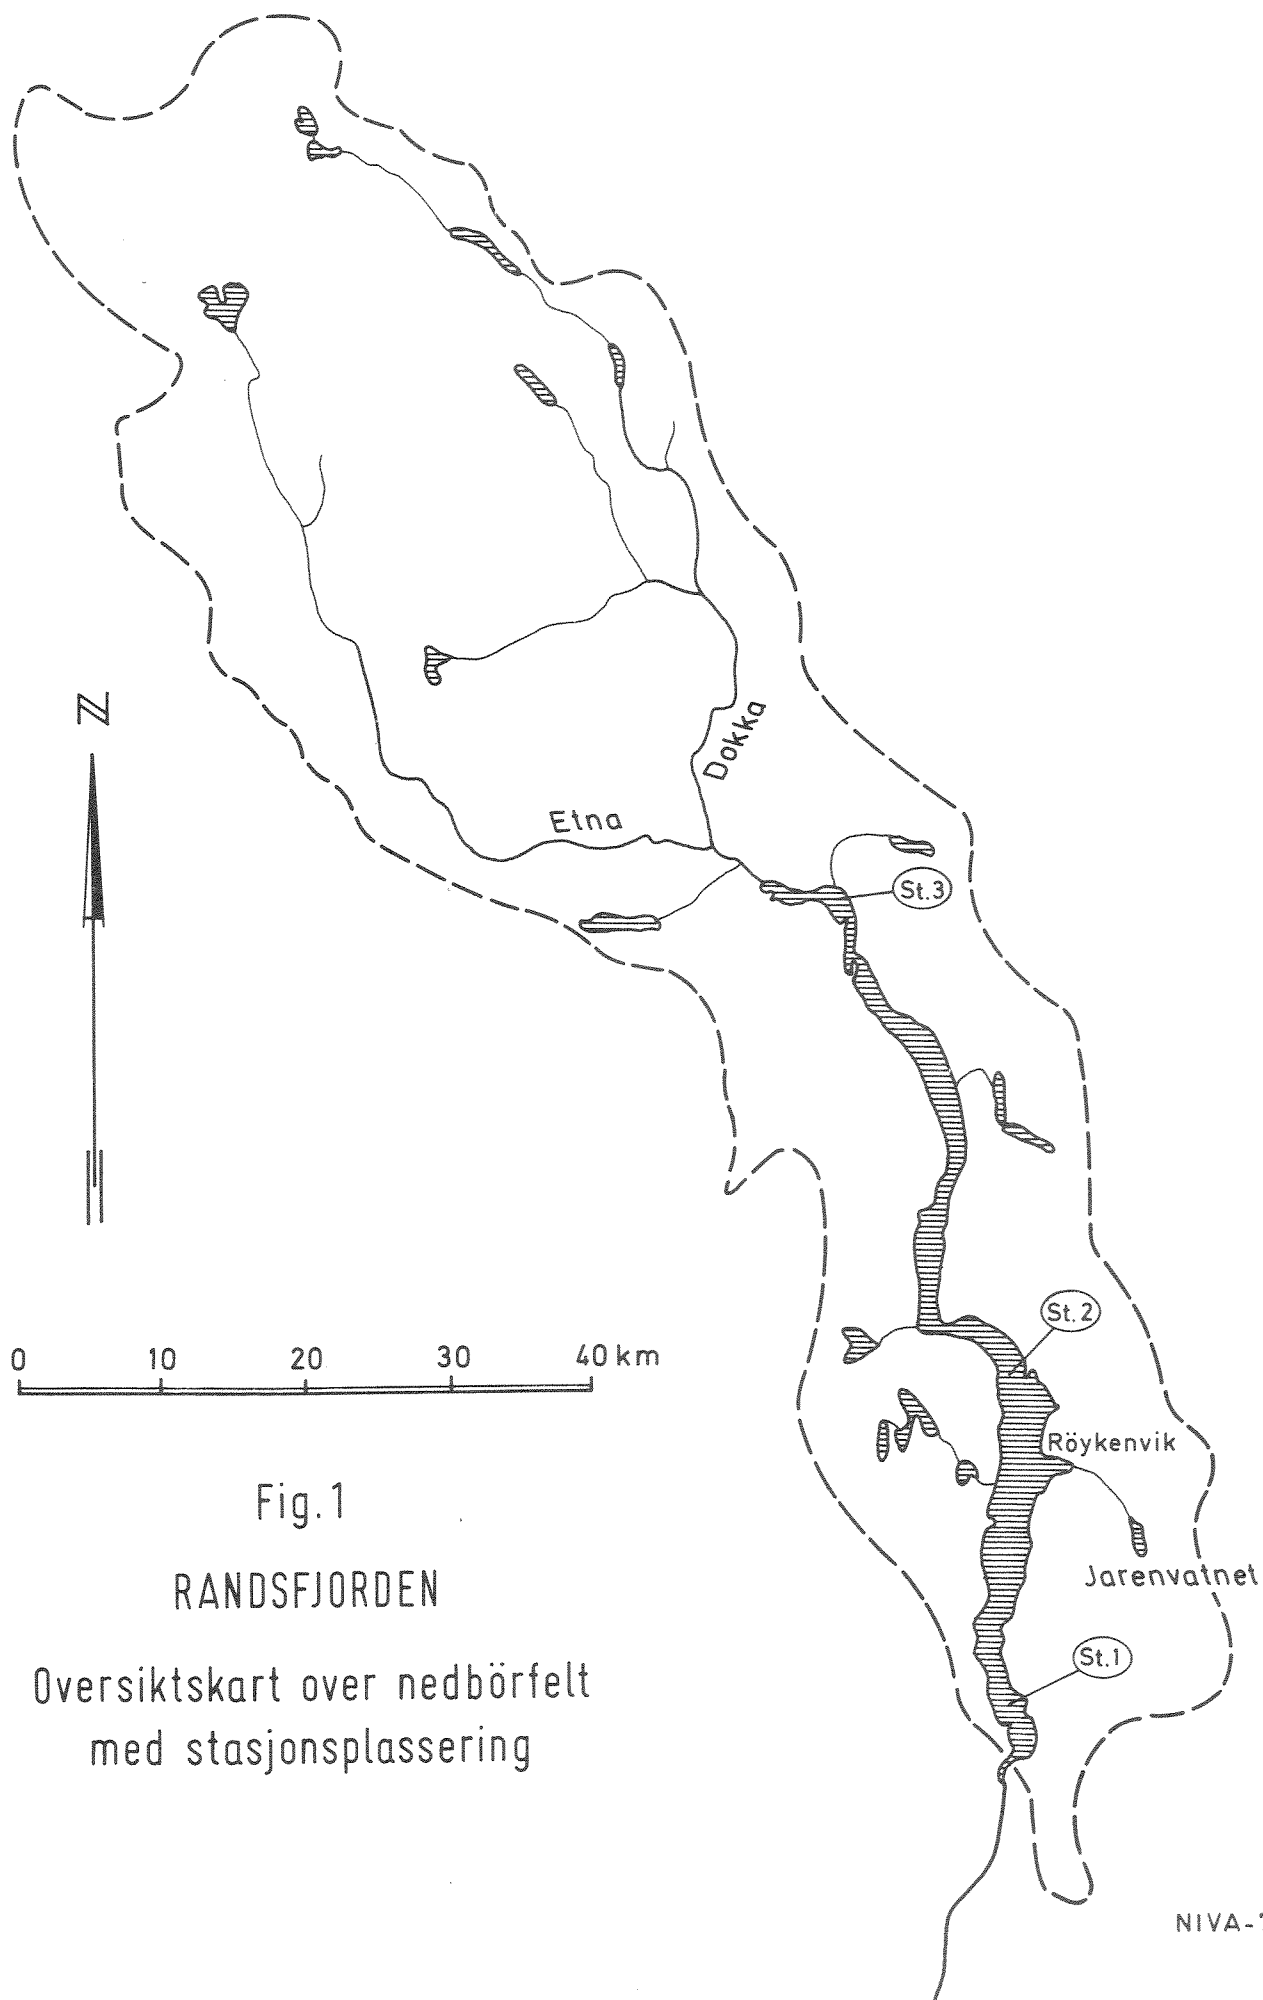 N
Dokka
Etna
St.3
St.2
0 10 20 30 40 km
Röykenvik
Fig.1
Jarenvatnet
RANDSFJORDEN
St.1
Oversiktskart over nedbörfelt
med stasjonsplassering
NIVA-